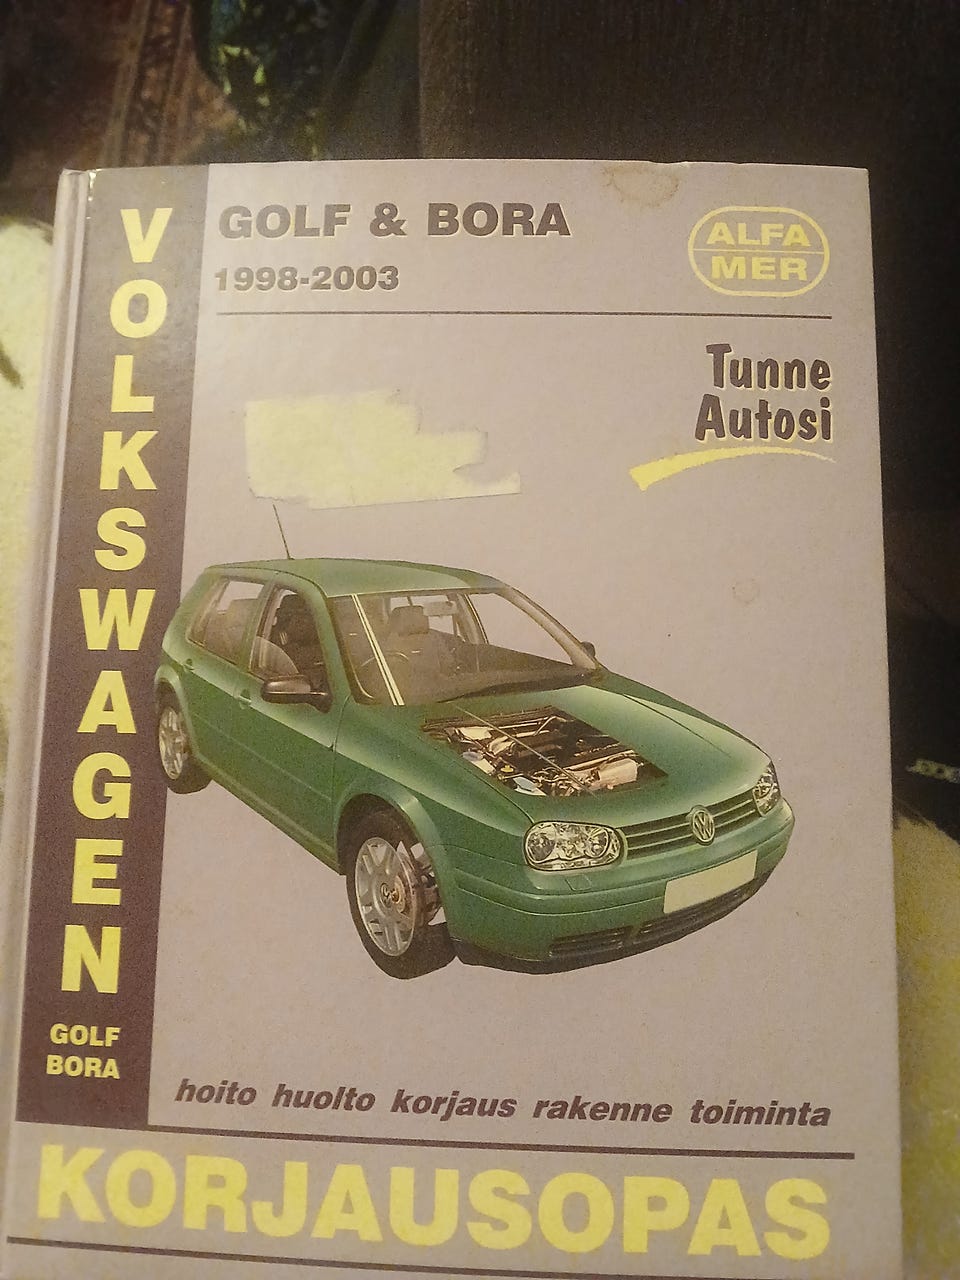 VOLKSWAGEN
GOLF
BORA
GOLF & BORA
1998-2003
ALFA
MER
Tunne
Autosi
hoito huolto korjaus rakenne toiminta
KORJAUSOPAS